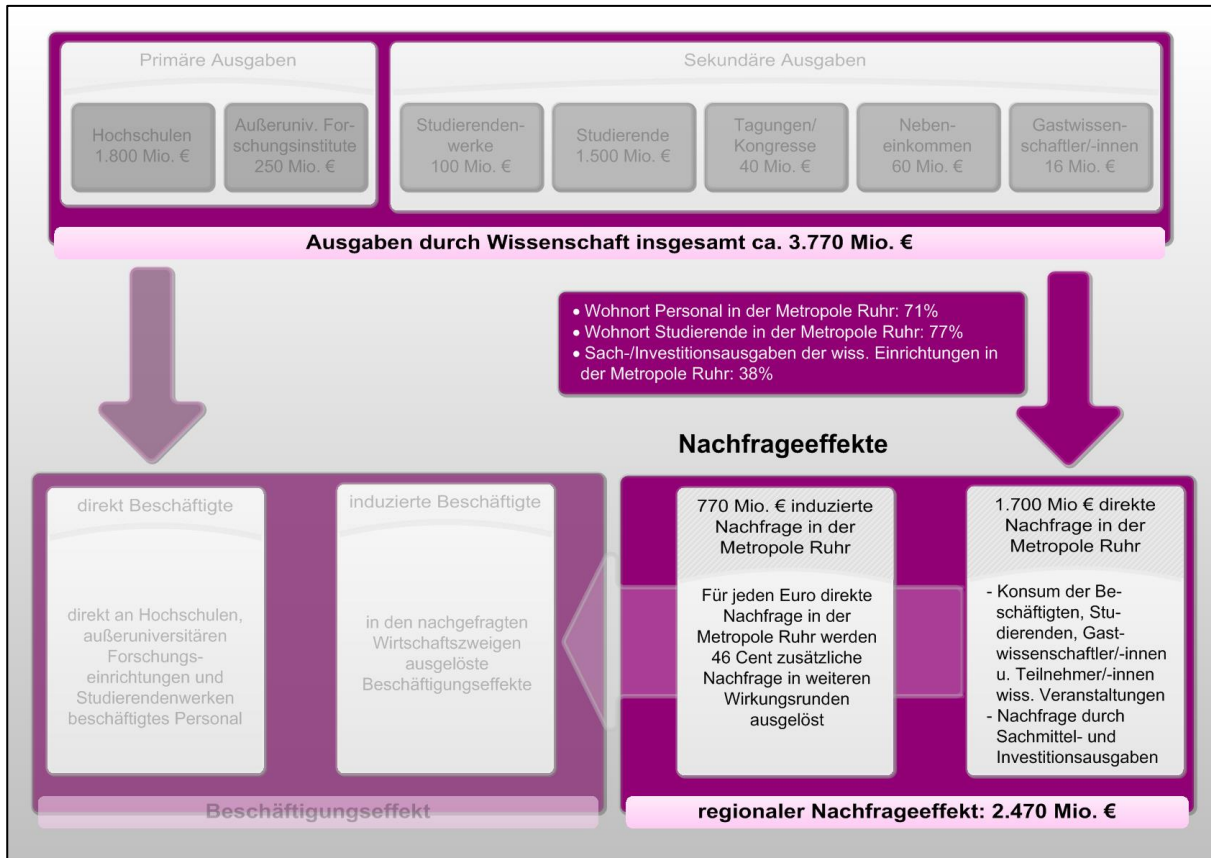 Primäre Ausgaben
Sekundäre Ausgaben
Hochschulen
1.800 Mio. €
Außeruniv. For-
schungsinstitute
250 Mio. €
Studierenden-
werke
100 Mio. €
Studierende
1.500 Mio. €
Tagungen/
Kongresse
40 Mio. €
Neben-
einkommen
60 Mio. €
Gastwissen-
schaftler/-innen
16 Mio. €
Ausgaben durch Wissenschaft insgesamt ca. 3.770 Mio. €
• Wohnort Personal in der Metropole Ruhr: 71%
• Wohnort Studierende in der Metropole Ruhr: 77%
• Sach-/Investitionsausgaben der wiss. Einrichtungen in
der Metropole Ruhr: 38%
Nachfrageeffekte
direkt Beschäftigte
direkt an Hochschulen,
außeruniversitären
Forschungs-
einrichtungen und
Studierendenwerken
beschäftigtes Personal
induzierte Beschäftigte
in den nachgefragten
Wirtschaftszweigen
ausgelöste
Beschäftigungseffekte
Beschäftigungseffekt
770 Mio. € induzierte
Nachfrage in der
Metropole Ruhr
Für jeden Euro direkte
Nachfrage in der
Metropole Ruhr werden
46 Cent zusätzliche
Nachfrage in weiteren
Wirkungsrunden
ausgelöst
1.700 Mio € direkte
Nachfrage in der
Metropole Ruhr
- Konsum der Be-
schäftigten, Stu-
dierenden, Gast-
wissenschaftler/-innen
u. Teilnehmer/-innen
wiss. Veranstaltungen
- Nachfrage durch
Sachmittel- und
Investitionsausgaben
regionaler Nachfrageeffekt: 2.470 Mio. €